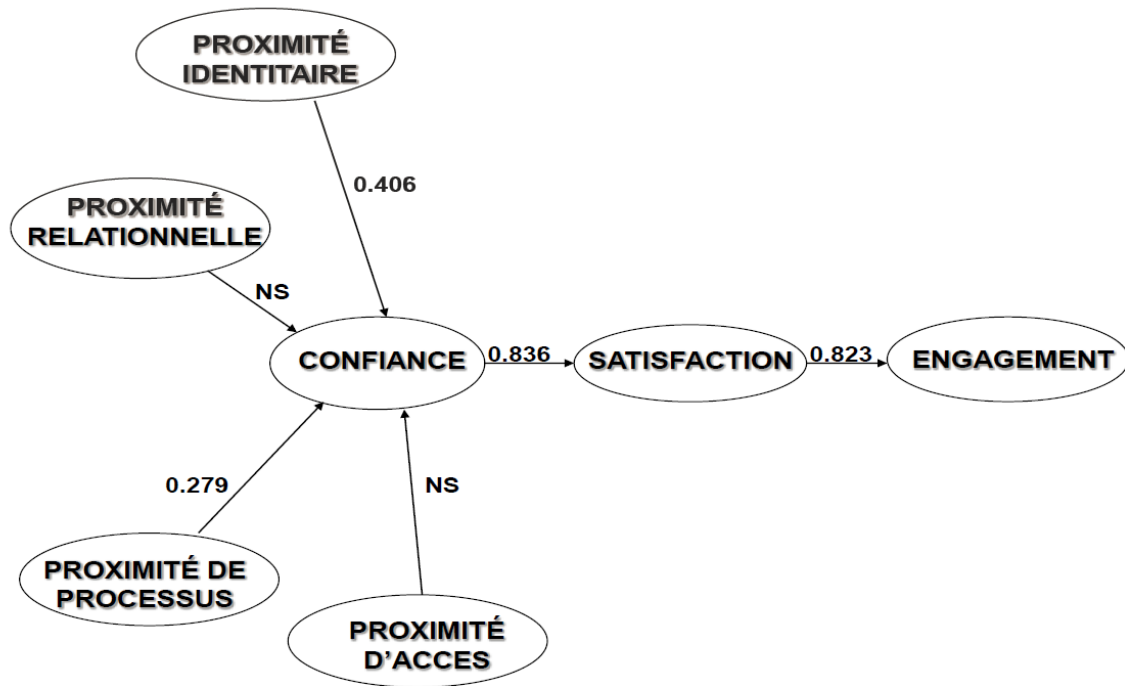 PROXIMITÉ
IDENTITAIRE
0.406
PROXIMITÉ
RELATIONNELLE
NS
CONFIANCE
0.836
SATISFACTION
0.823
ENGAGEMENT
0.279
NS
PROXIMITÉ DE
PROCESSUS
PROXIMITÉ
D’ACCES